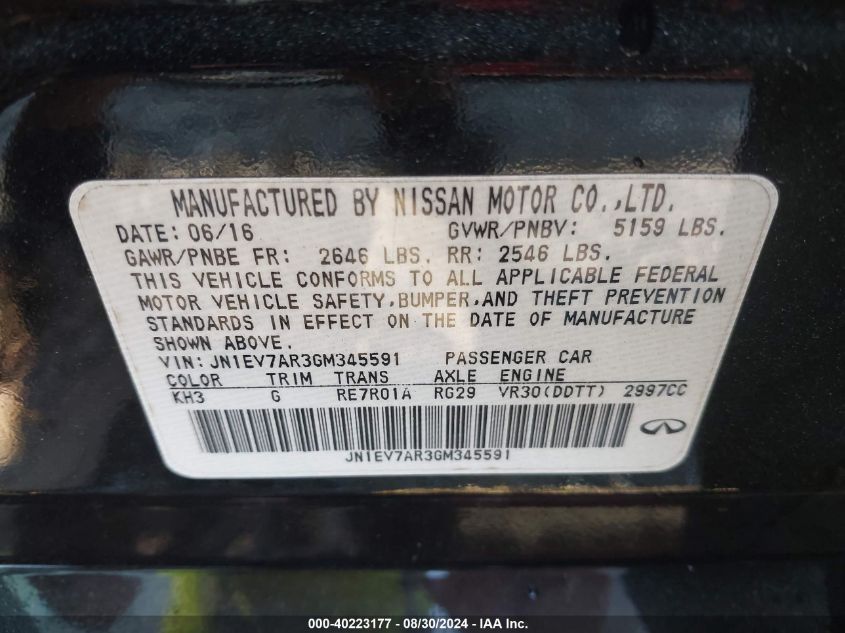 MANUFACTURED BY NISSAN MOTOR CO.,LTD.
DATE: 06/16 GVWR/PNBV: 5159 LBS.
GAWR/PNBE FR: 2646 LBS. RR: 2546 LBS.
THIS VEHICLE CONFORMS TO ALL APPLICABLE FEDERAL
MOTOR VEHICLE SAFETY,BUMPER,AND THEFT PREVENTION
STANDARDS IN EFFECT ON THE DATE OF MANUFACTURE
SHOWN ABOVE.
VIN:JN1EV7AR3GM345591 PASSENGER CAR
COLOR TRIM TRANS AXLE ENGINE
KH3 G RE7R01A RG29 VR30(DDTT) 2997CC
JN1EV7AR3GM345591
000-40223177 - 08/30/2024 - IAA Inc.